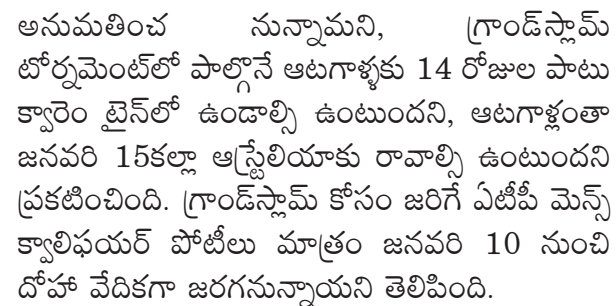 అనుమతించ నున్నామని, గ్రాండ్‌స్లామ్
టోర్నమెంట్‌లో పాల్గొనే ఆటగాళ్ళకు 14 రోజుల పాటు
క్వారెం టైన్‌లో ఉండాల్సి ఉంటుందని, ఆటగాళ్లంతా
జనవరి 15కల్లా ఆస్ట్రేలియాకు రావాల్సి ఉంటుందని
ప్రకటించింది. గ్రాండ్‌స్లామ్ కోసం జరిగే ఏటీపీ మెన్స్
క్వాలిఫయర్ పోటీలు మాత్రం జనవరి 10 నుంచి
దోహా వేదికగా జరగనున్నాయని తెలిపింది.